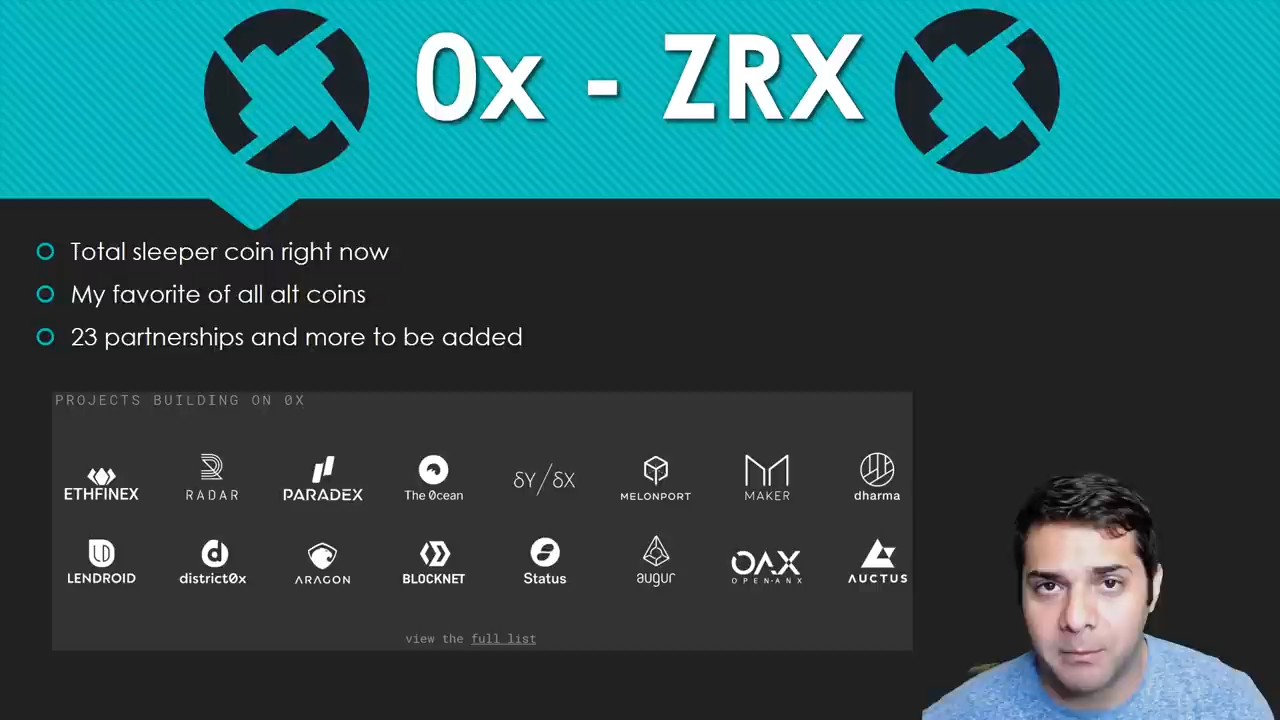 0x - ZRX
Total sleeper coin right now
My favorite of all alt coins
23 partnerships and more to be added
PROJECTS BUILDING ON 0X
ETHFINEX RADAR PARADEX The 0cean δY/δX MELONPORT MAKER dharma
LENDROID district0x ARAGON BLOCKNET Status augur OAX OPEN·ANX AUCTUS
view the full list